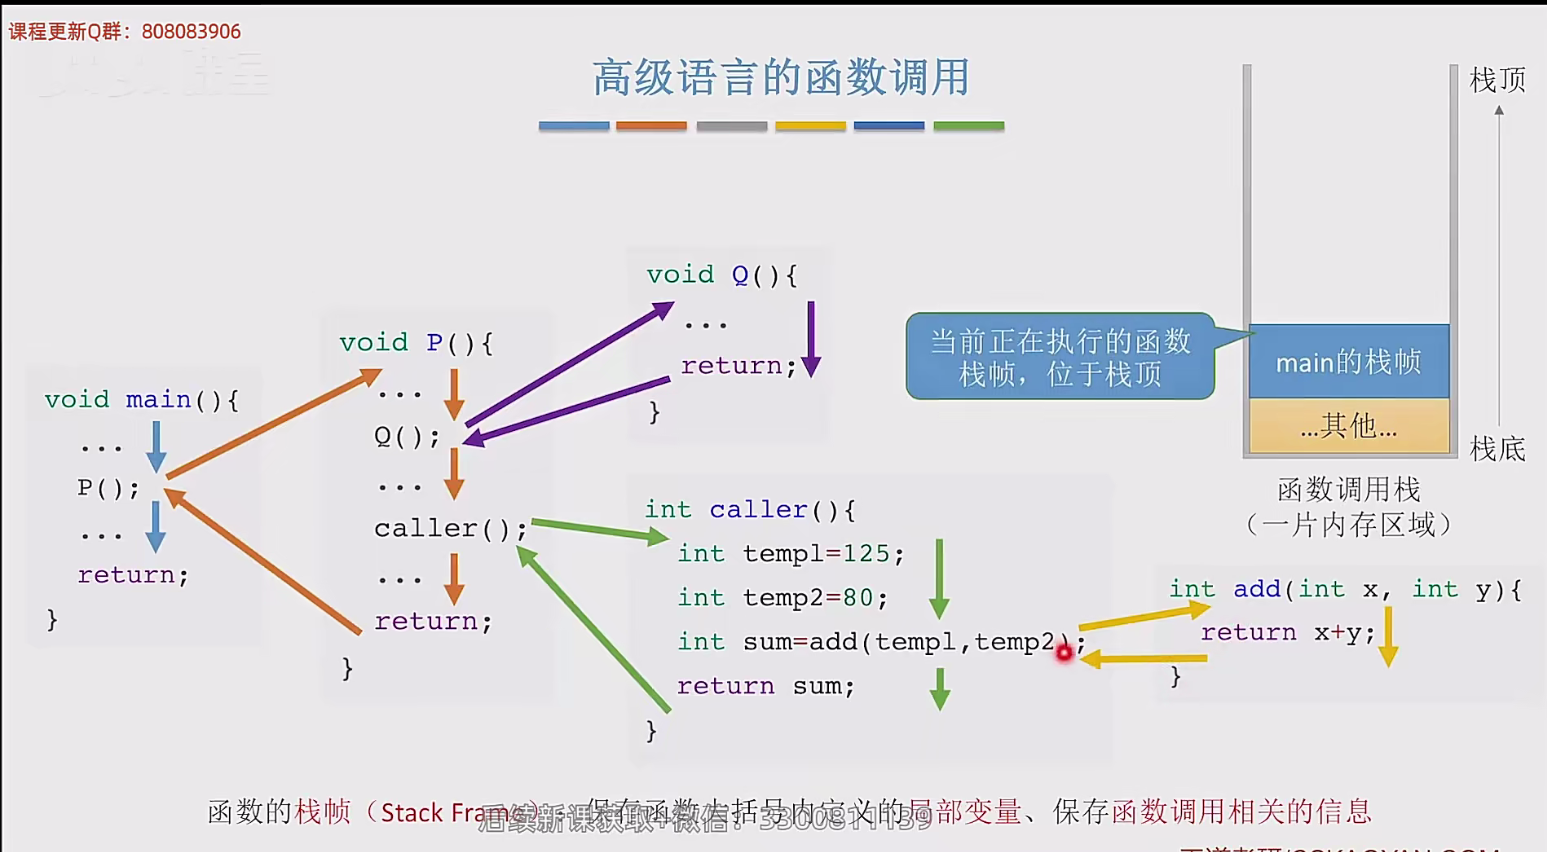 课程更新Q群：808083906
高级语言的函数调用
void main(){
...
P();
...
return;
}
void P(){
...
Q();
...
caller();
...
return;
}
void Q(){
...
return;
}
int caller(){
int temp1=125;
int temp2=80;
int sum=add(temp1,temp2);
return sum;
}
int add(int x, int y){
return x+y;
}
当前正在执行的函数
栈帧，位于栈顶
栈顶
main的栈帧
...其他...
栈底
函数调用栈
（一片内存区域）
函数的栈帧（Stack Frame）：保存函数大括号内定义的局部变量、保存函数调用相关的信息
后续新课获取+微信：3300811139